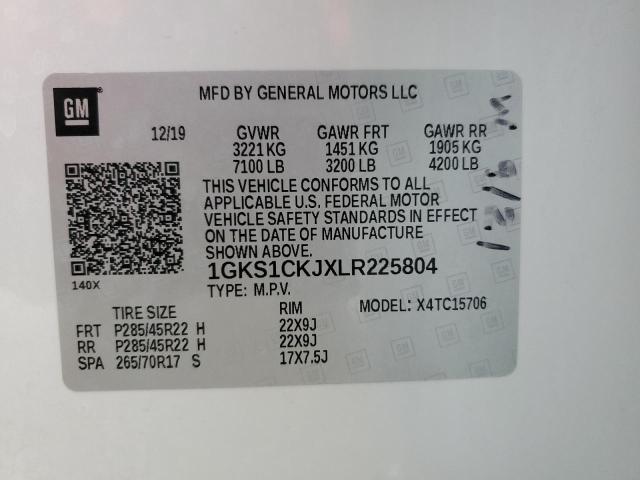 GM
MFD BY GENERAL MOTORS LLC
12/19 GVWR GAWR FRT GAWR RR
3221 KG 1451 KG 1905 KG
7100 LB 3200 LB 4200 LB
THIS VEHICLE CONFORMS TO ALL
APPLICABLE U.S. FEDERAL MOTOR
VEHICLE SAFETY STANDARDS IN EFFECT
ON THE DATE OF MANUFACTURE
SHOWN ABOVE.
140X
1GKS1CKJXLR225804
TYPE: M.P.V.
TIRE SIZE RIM MODEL: X4TC15706
FRT P285/45R22 H 22X9J
RR P285/45R22 H 22X9J
SPA 265/70R17 S 17X7.5J